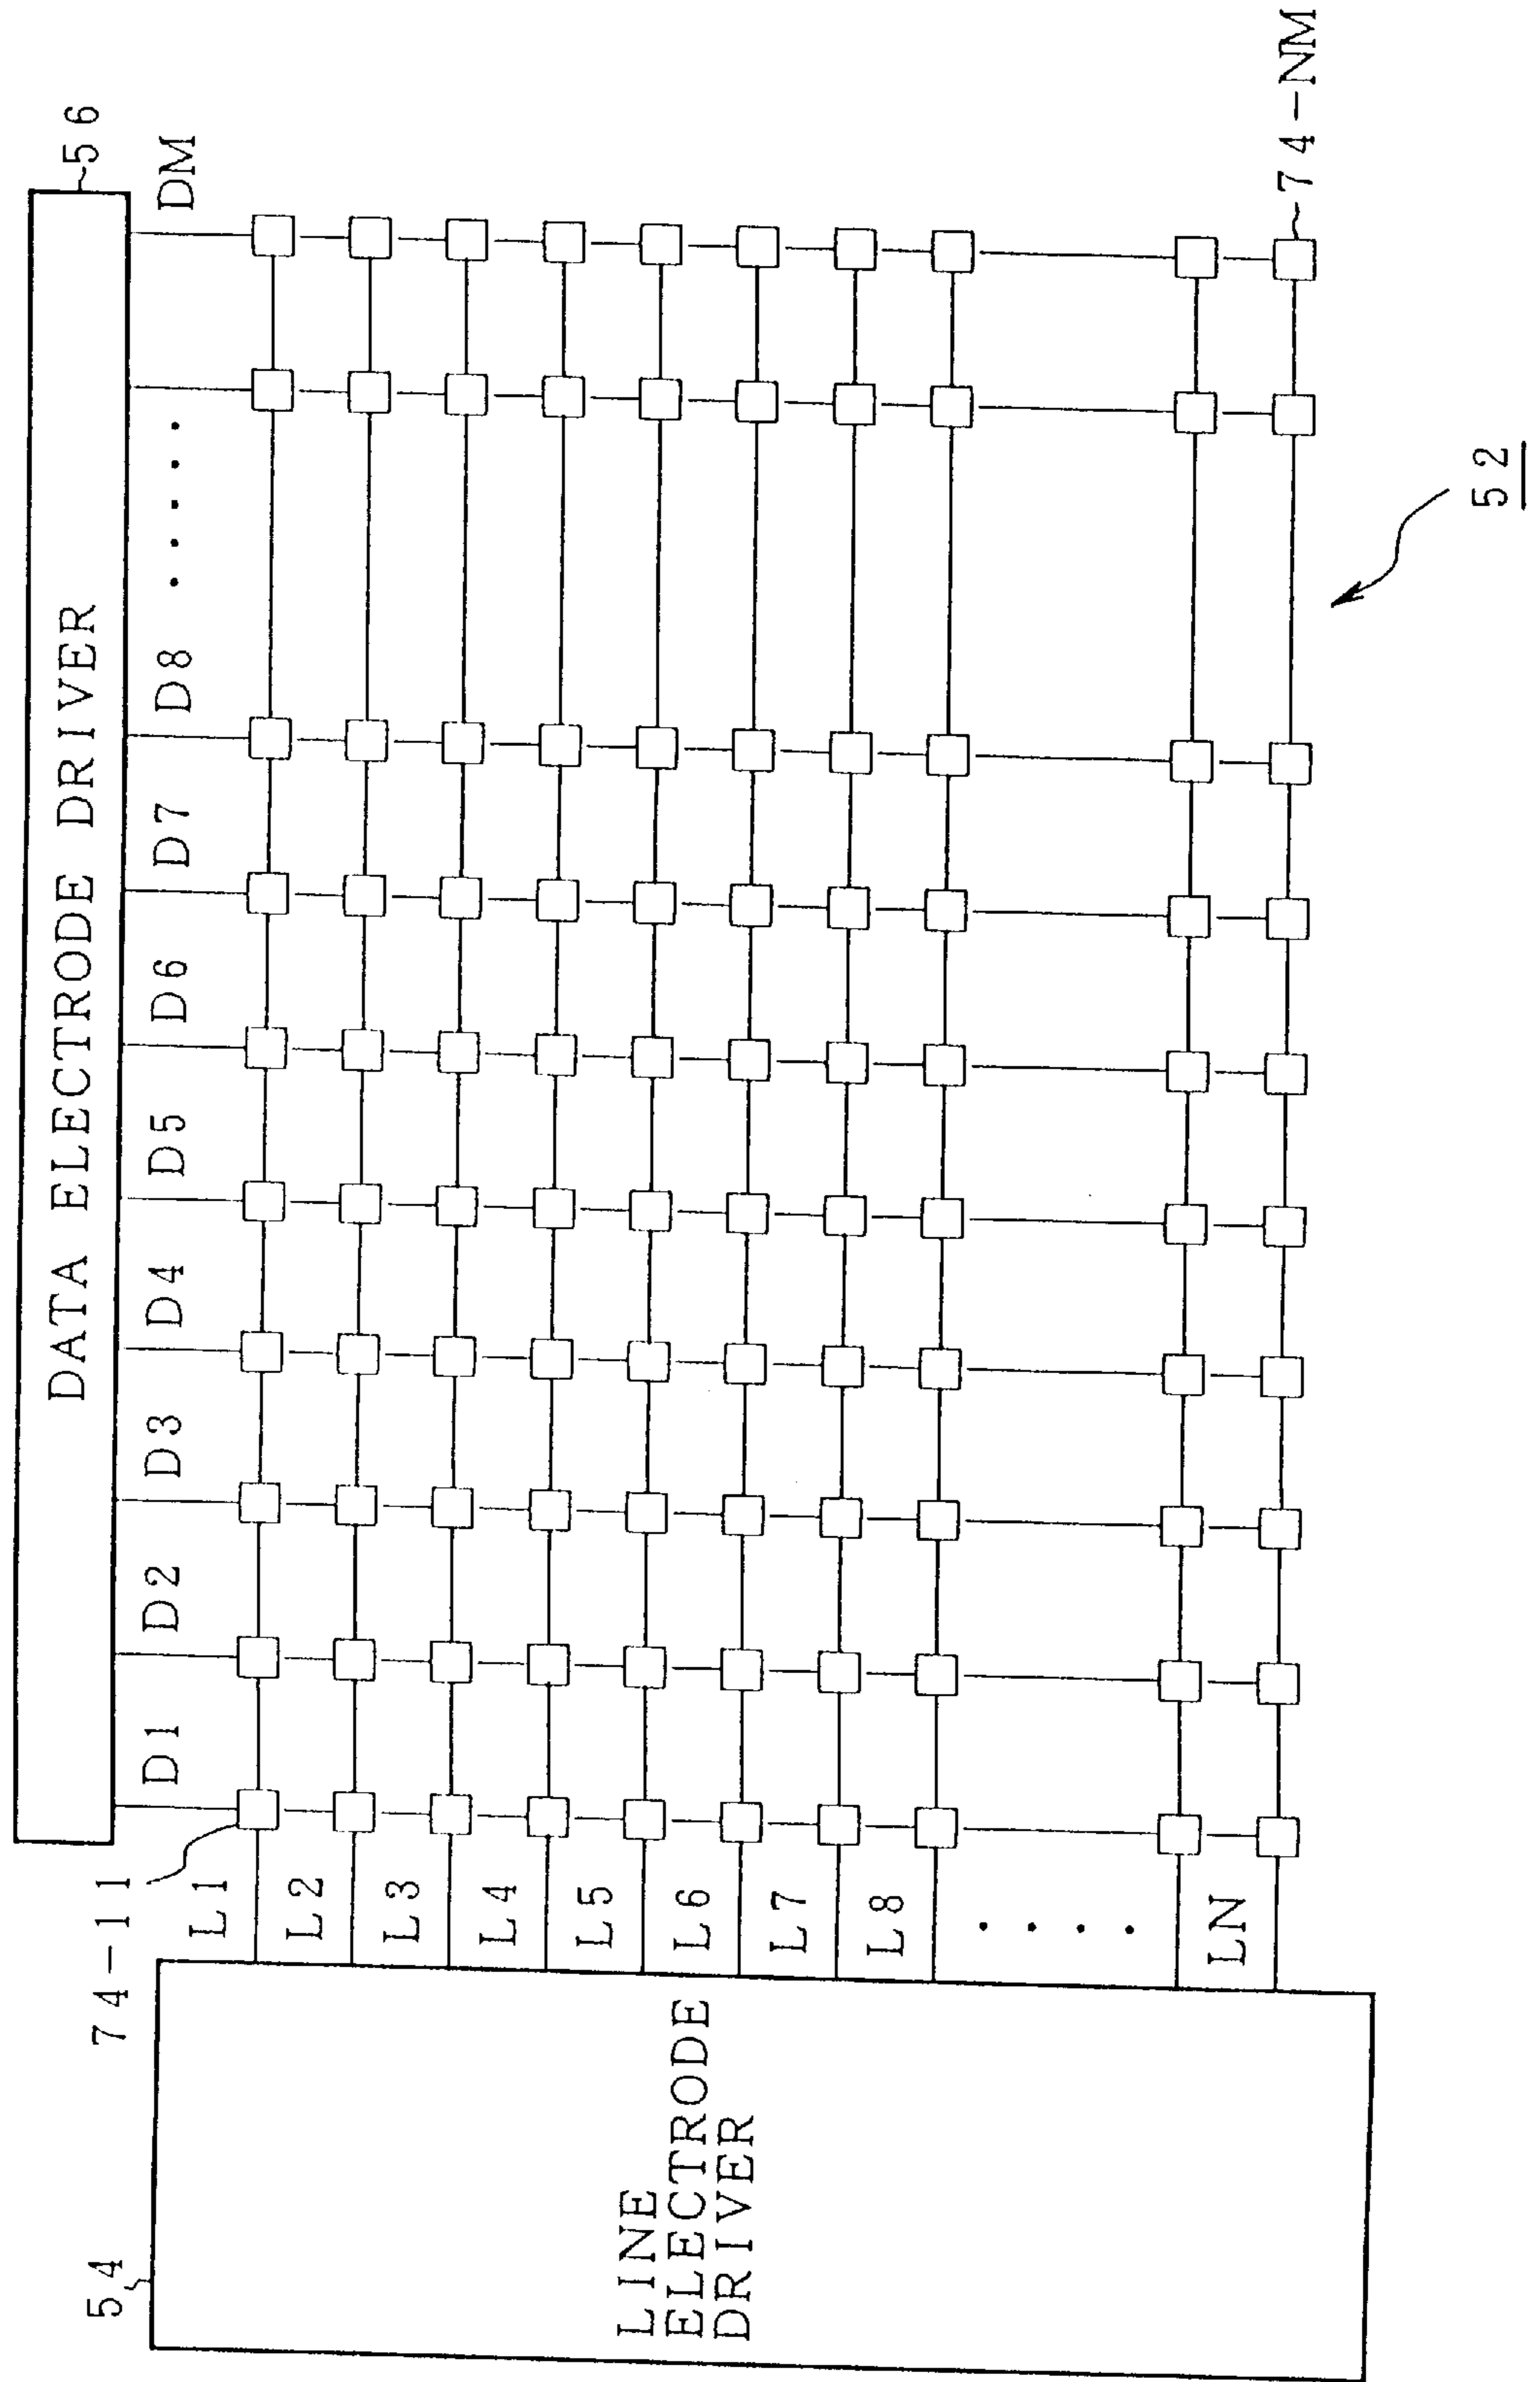 DATA ELECTRODE DRIVER
56
D1 D2 D3 D4 D5 D6 D7 D8 ····· DM
74-11
L1
L2
L3
L4
L5
L6
L7
L8
····
LN
54
LINE
ELECTRODE
DRIVER
74-NM
52